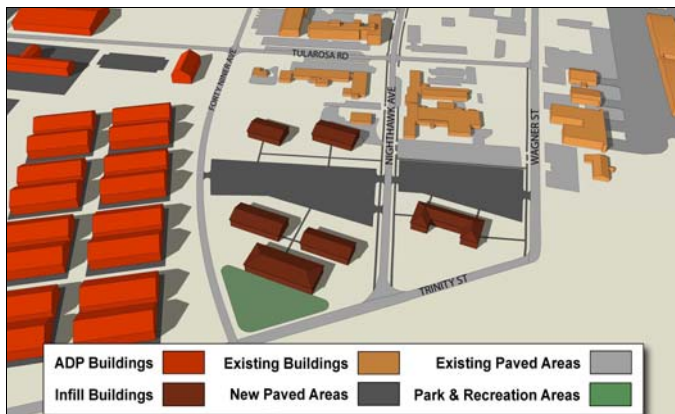 TULAROSA RD
FORTY NINER AVE
NIGHTHAWK AVE
WAGNER ST
TRINITY ST
ADP Buildings
Existing Buildings
Existing Paved Areas
Infill Buildings
New Paved Areas
Park & Recreation Areas